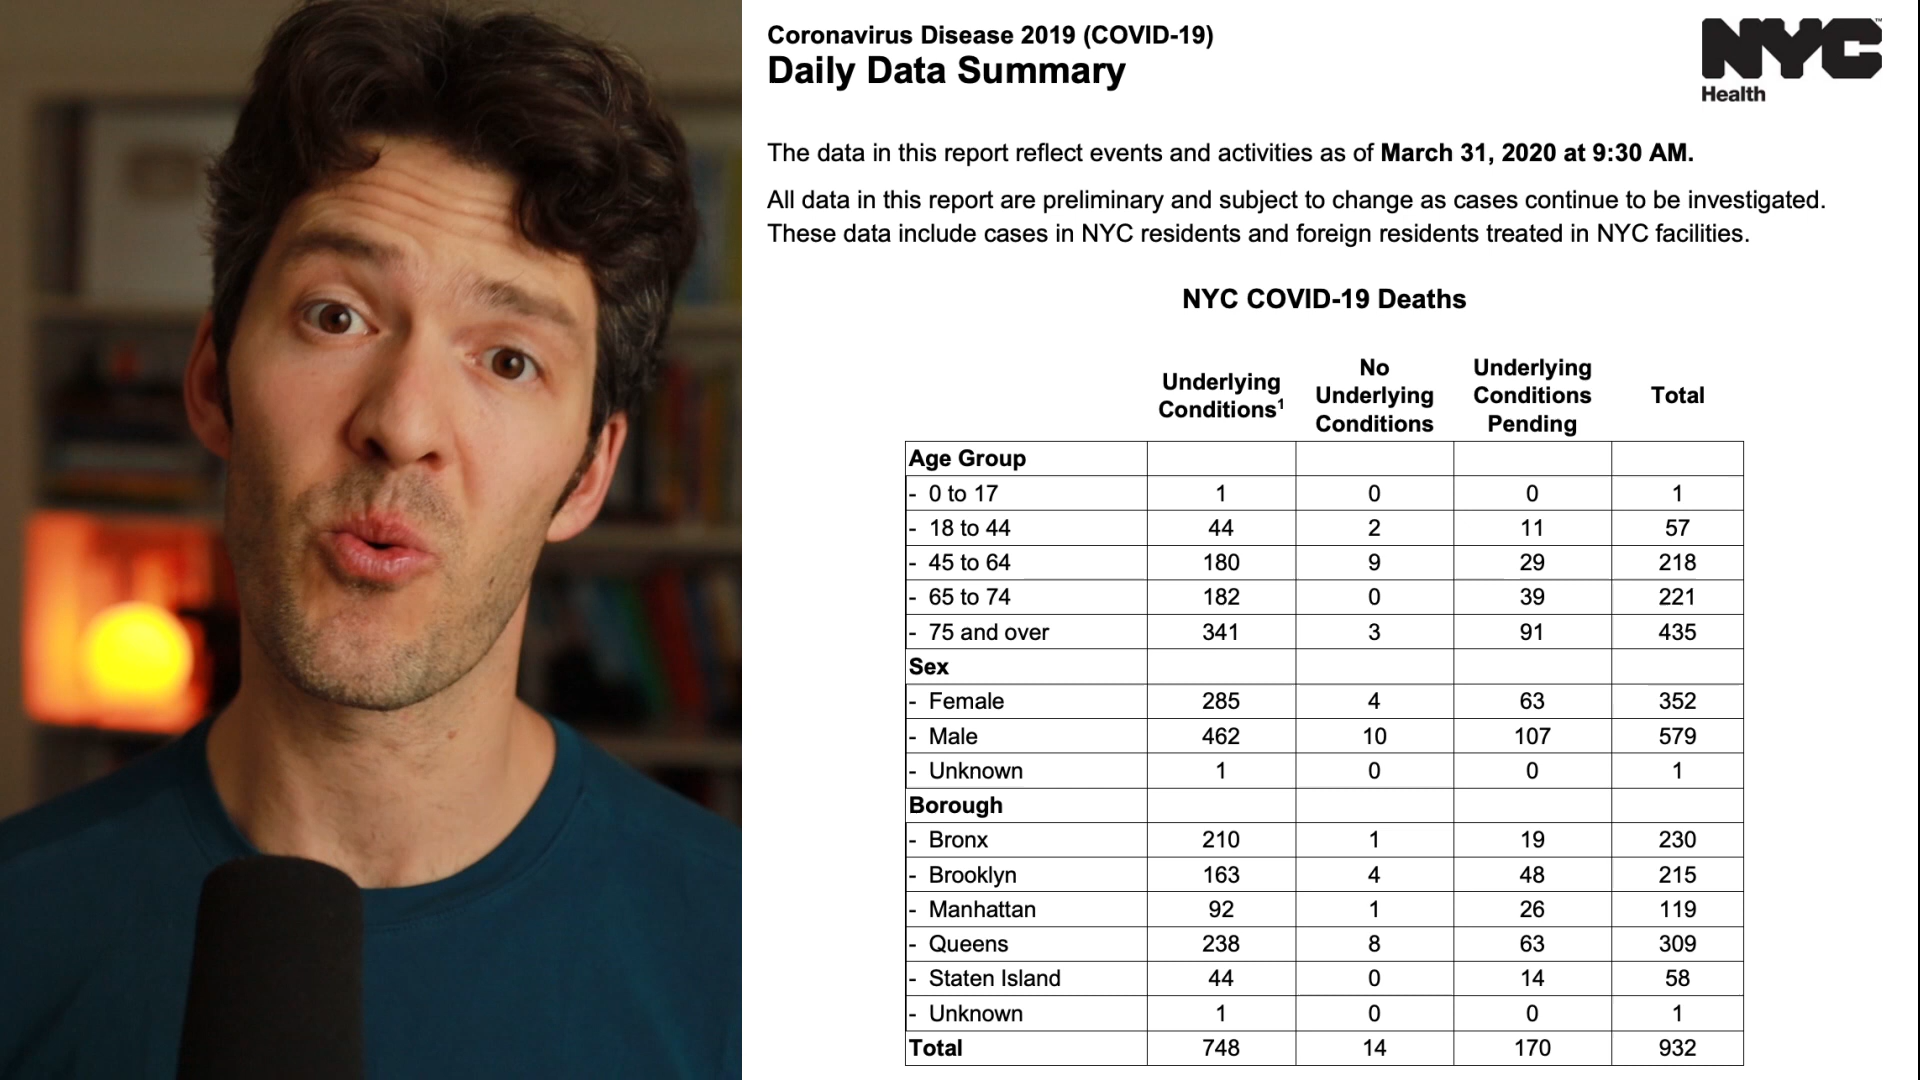 Coronavirus Disease 2019 (COVID-19)
Daily Data Summary
NYC™
Health
The data in this report reflect events and activities as of March 31, 2020 at 9:30 AM.
All data in this report are preliminary and subject to change as cases continue to be investigated.
These data include cases in NYC residents and foreign residents treated in NYC facilities.
NYC COVID-19 Deaths
Underlying Conditions¹ No Underlying Conditions Underlying Conditions Pending Total
Age Group
- 0 to 17 1 0 0 1
- 18 to 44 44 2 11 57
- 45 to 64 180 9 29 218
- 65 to 74 182 0 39 221
- 75 and over 341 3 91 435
Sex
- Female 285 4 63 352
- Male 462 10 107 579
- Unknown 1 0 0 1
Borough
- Bronx 210 1 19 230
- Brooklyn 163 4 48 215
- Manhattan 92 1 26 119
- Queens 238 8 63 309
- Staten Island 44 0 14 58
- Unknown 1 0 0 1
Total 748 14 170 932